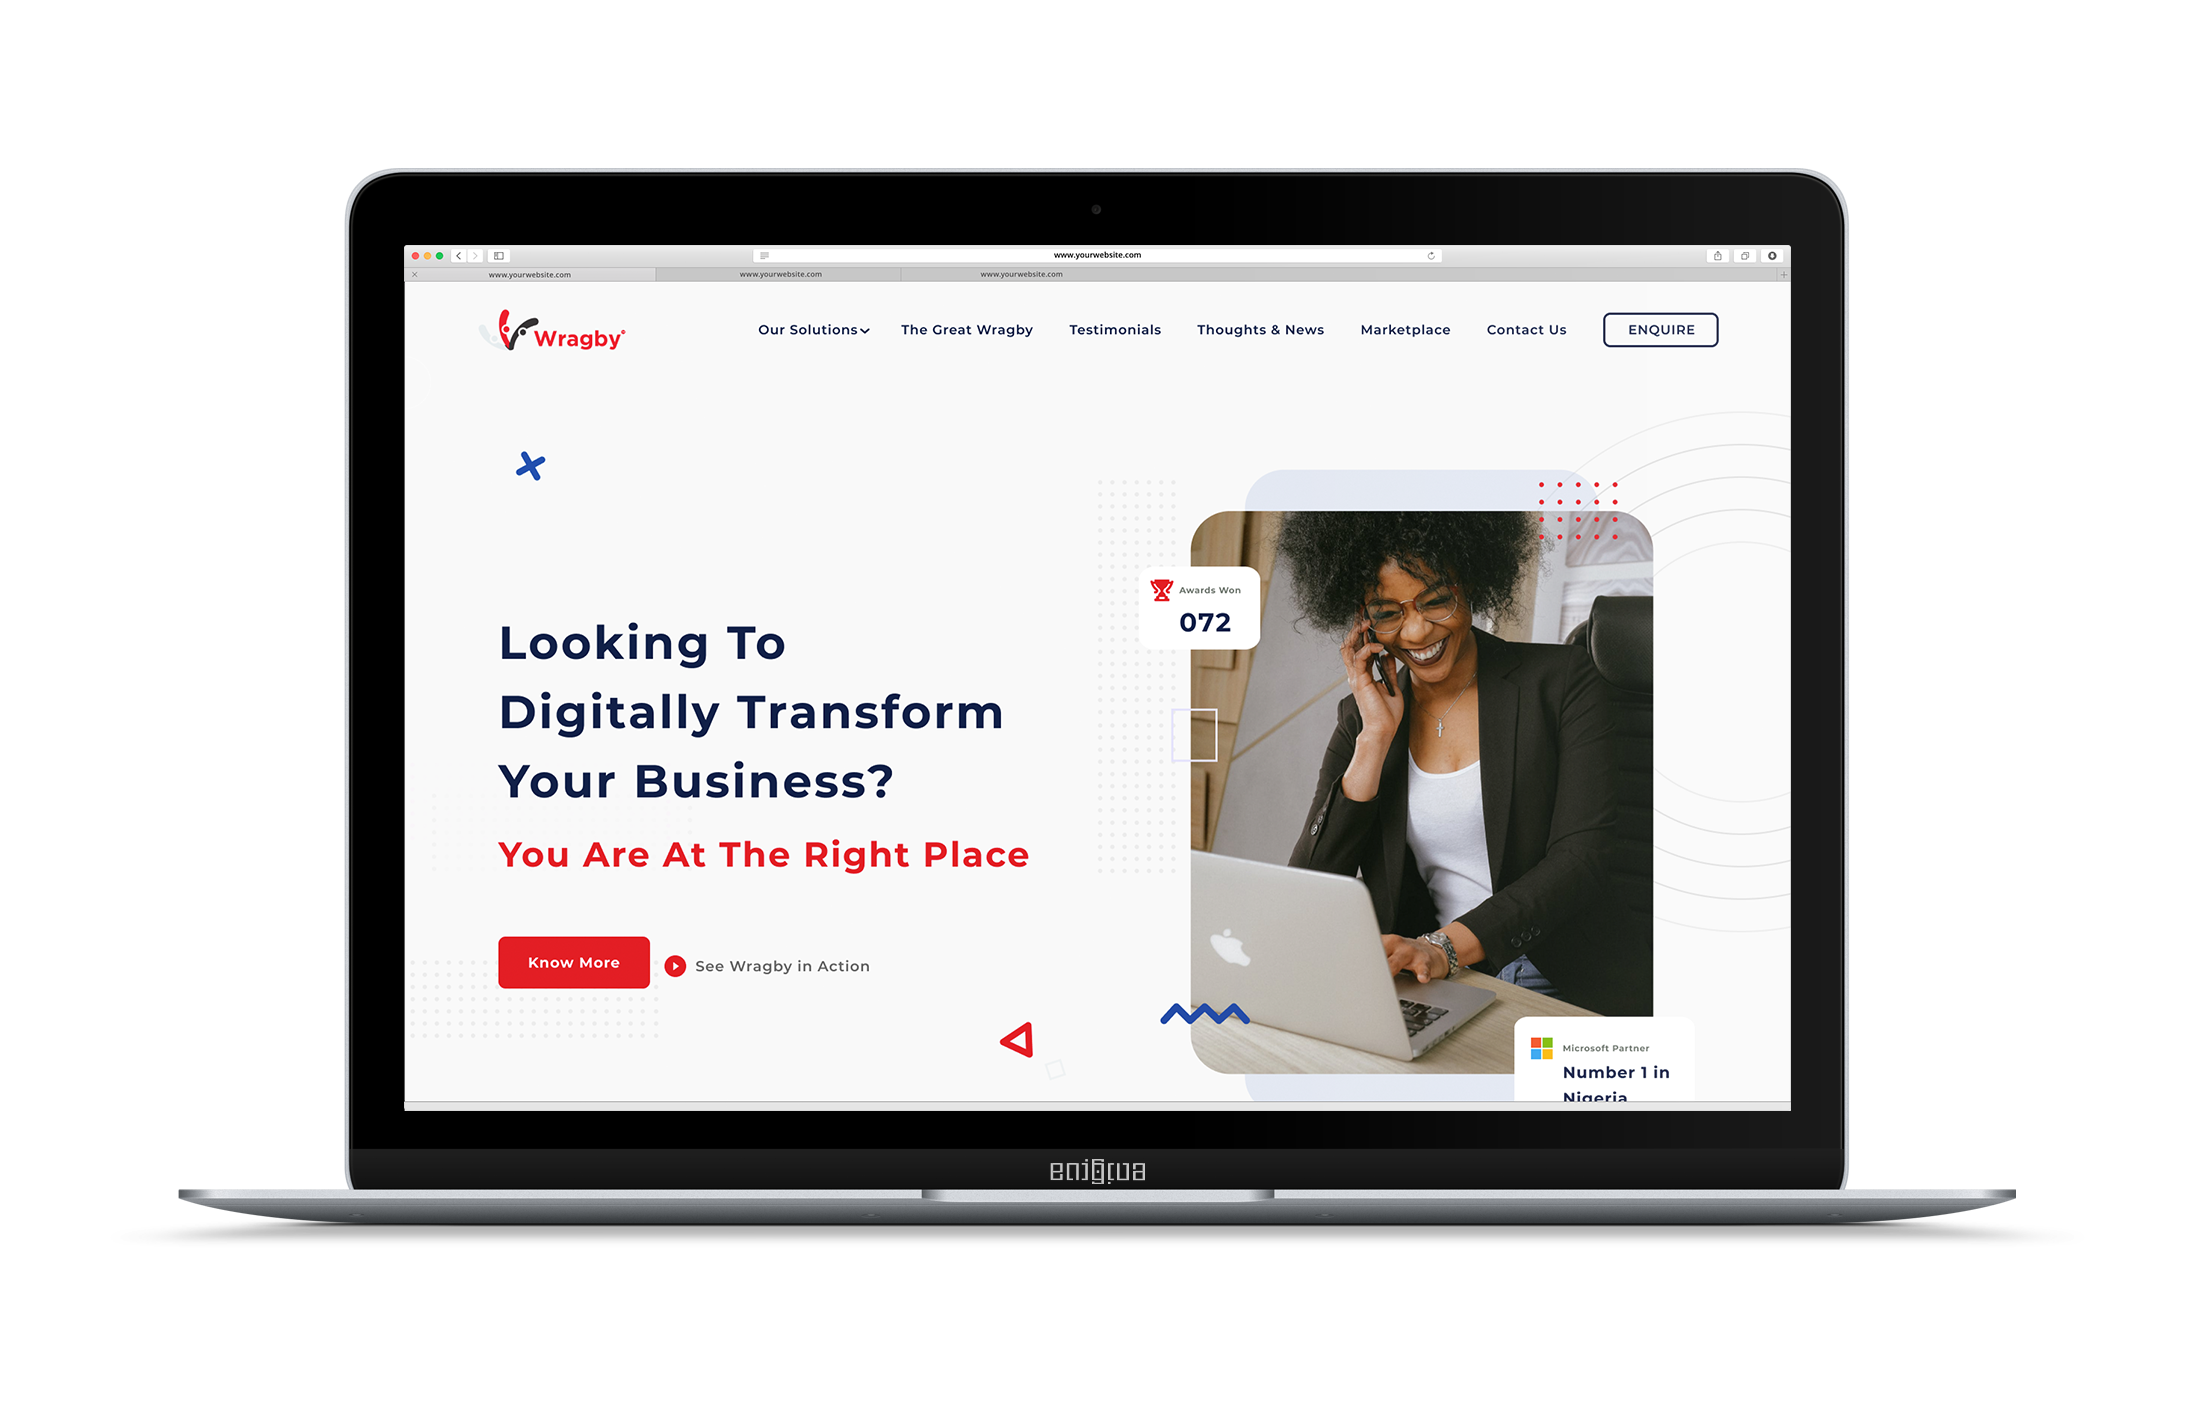 www.yourwebsite.com
www.yourwebsite.com
www.yourwebsite.com
www.yourwebsite.com
Wragby
Our Solutions
The Great Wragby
Testimonials
Thoughts & News
Marketplace
Contact Us
ENQUIRE
Awards Won
072
Looking To
Digitally Transform
Your Business?
You Are At The Right Place
Know More
See Wragby in Action
Microsoft Partner
Number 1 in
Nigeria
enigma